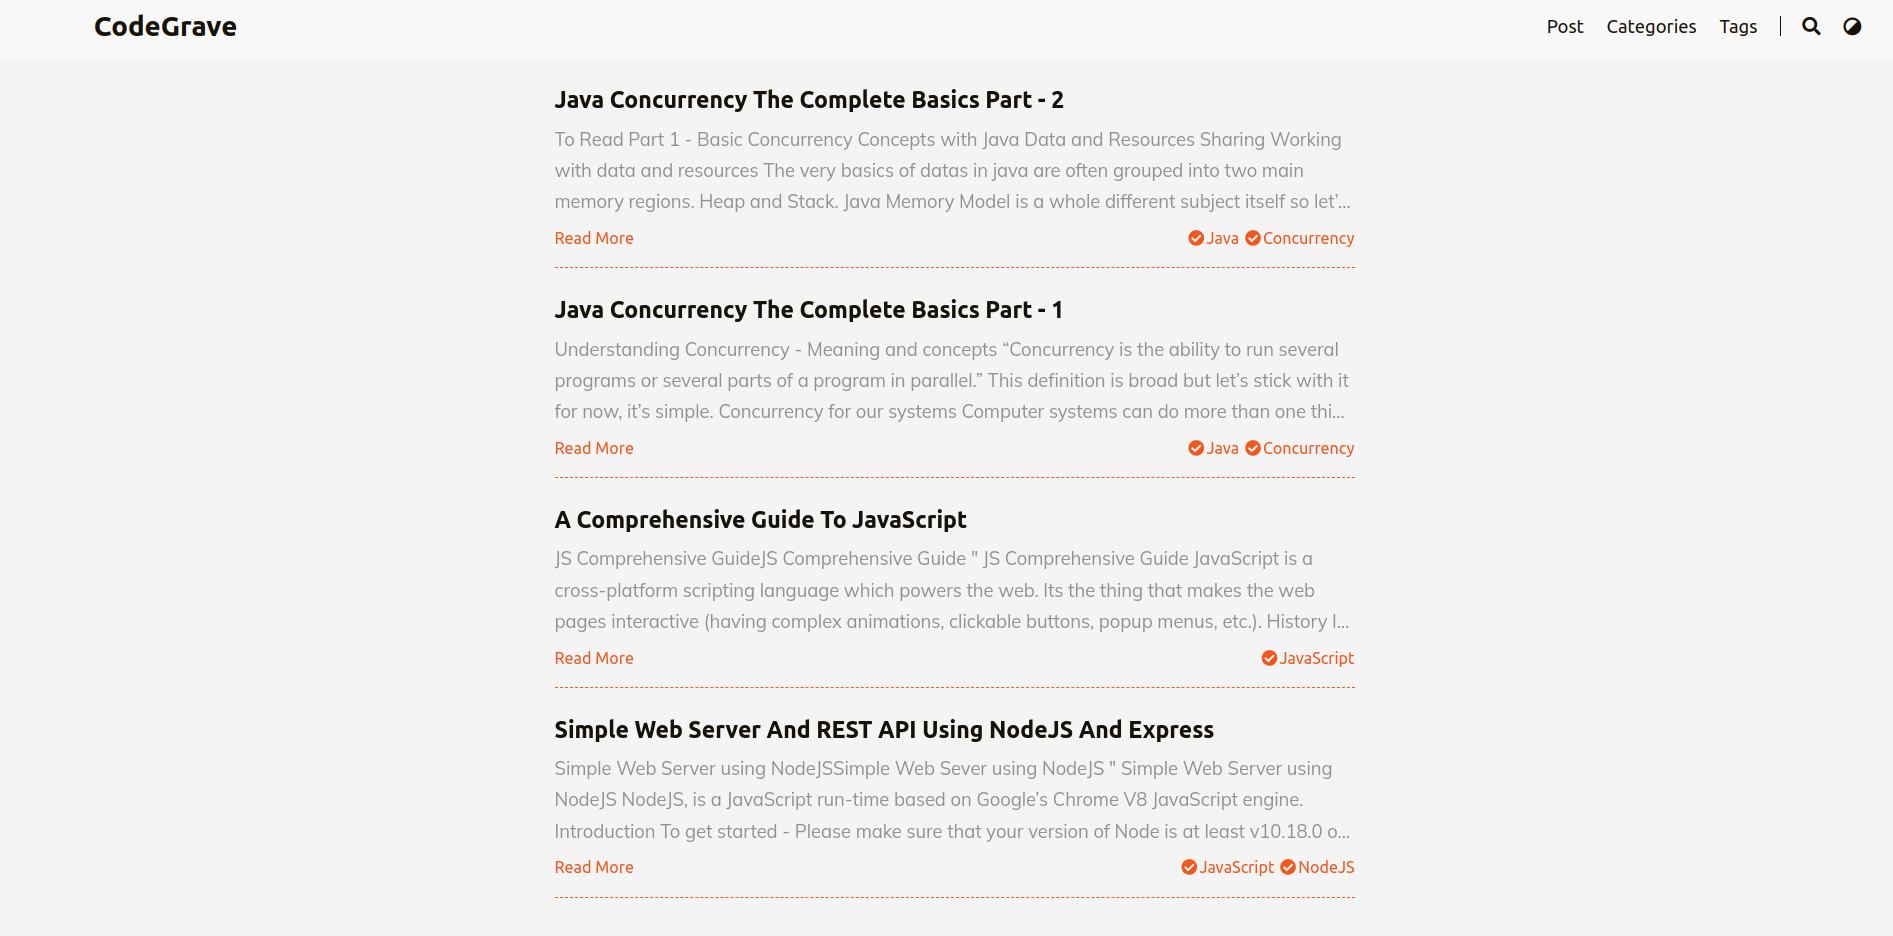 CodeGrave
Post Categories Tags
Java Concurrency The Complete Basics Part - 2
To Read Part 1 - Basic Concurrency Concepts with Java Data and Resources Sharing Working
with data and resources The very basics of datas in java are often grouped into two main
memory regions. Heap and Stack. Java Memory Model is a whole different subject itself so let’...
Read More Java Concurrency
Java Concurrency The Complete Basics Part - 1
Understanding Concurrency - Meaning and concepts “Concurrency is the ability to run several
programs or several parts of a program in parallel.” This definition is broad but let’s stick with it
for now, it’s simple. Concurrency for our systems Computer systems can do more than one thi...
Read More Java Concurrency
A Comprehensive Guide To JavaScript
JS Comprehensive GuideJS Comprehensive Guide " JS Comprehensive Guide JavaScript is a
cross-platform scripting language which powers the web. Its the thing that makes the web
pages interactive (having complex animations, clickable buttons, popup menus, etc.). History I...
Read More JavaScript
Simple Web Server And REST API Using NodeJS And Express
Simple Web Server using NodeJSSimple Web Sever using NodeJS " Simple Web Server using
NodeJS NodeJS, is a JavaScript run-time based on Google’s Chrome V8 JavaScript engine.
Introduction To get started - Please make sure that your version of Node is at least v10.18.0 o...
Read More JavaScript NodeJS